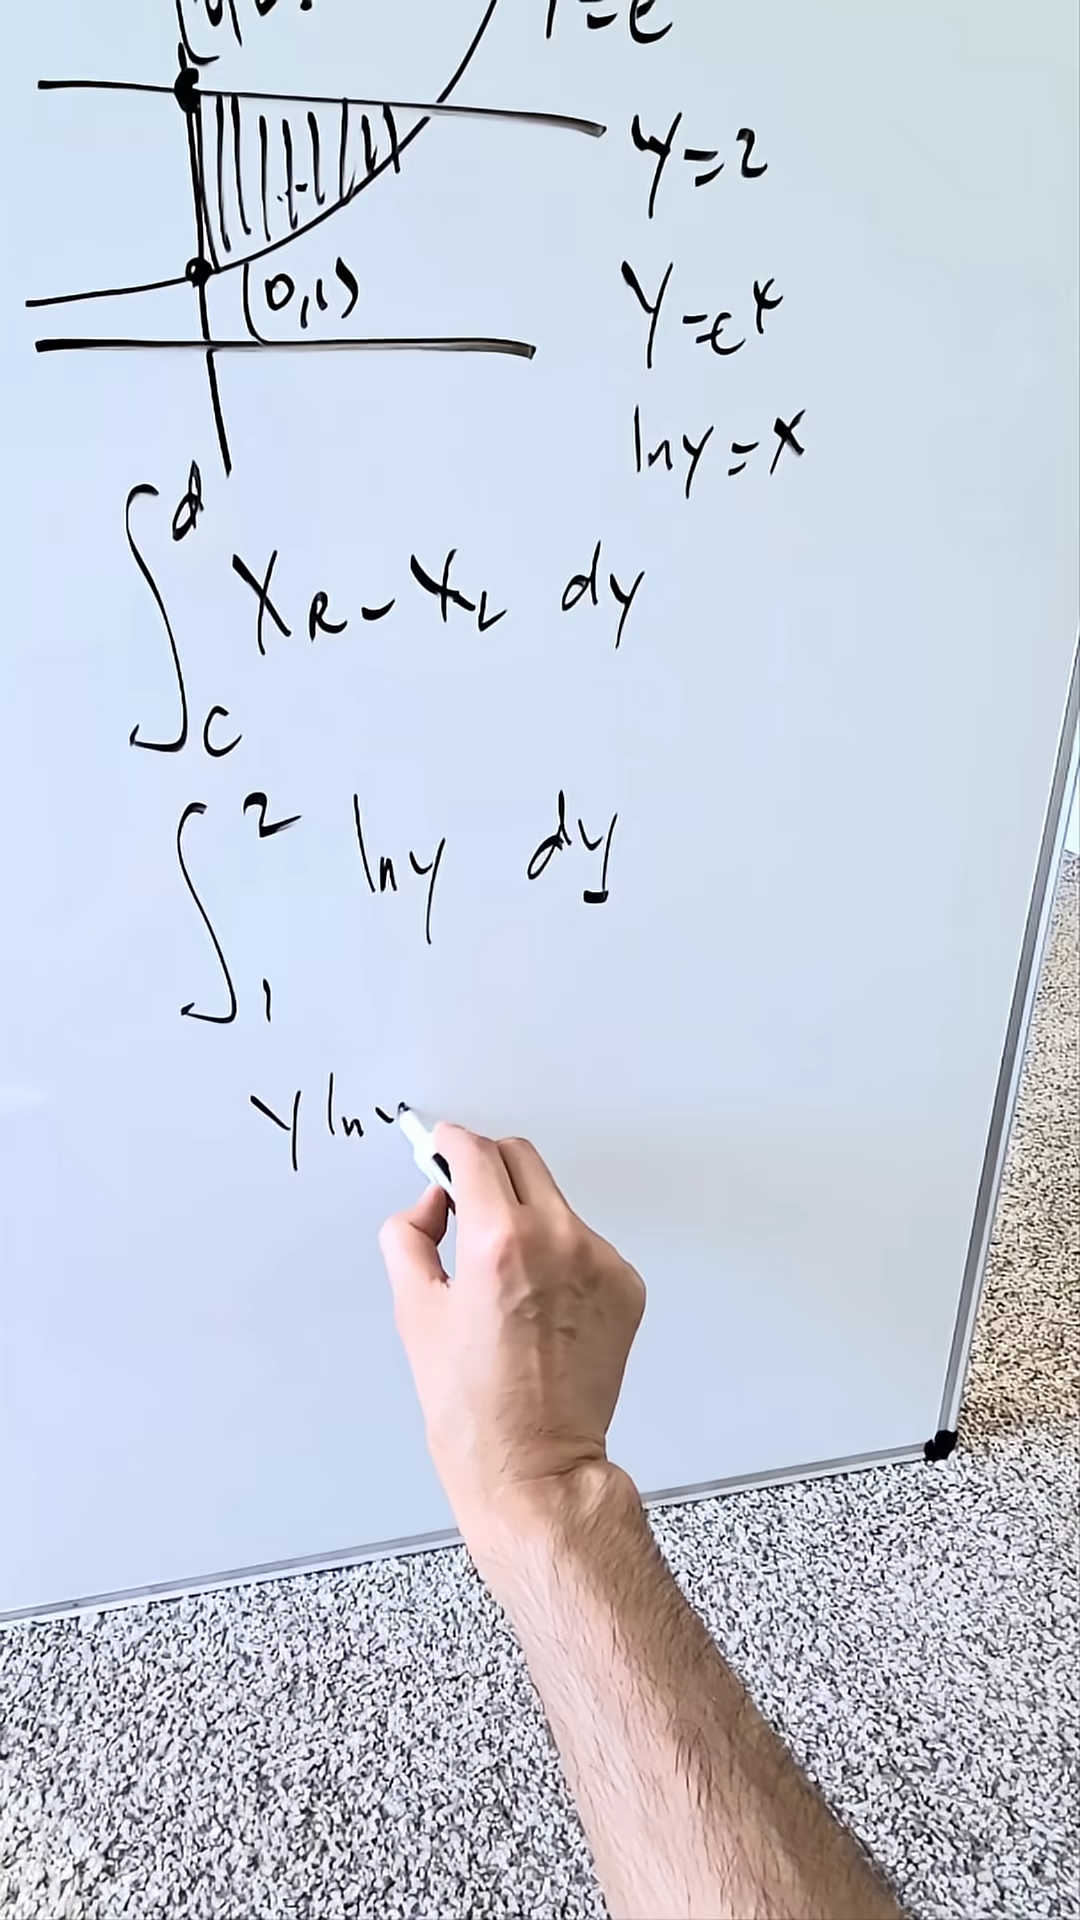 y=2
(0,1)
y=e^x
ln y = x
∫_c^d x_R - x_L dy
∫_1^2 ln y dy
y ln